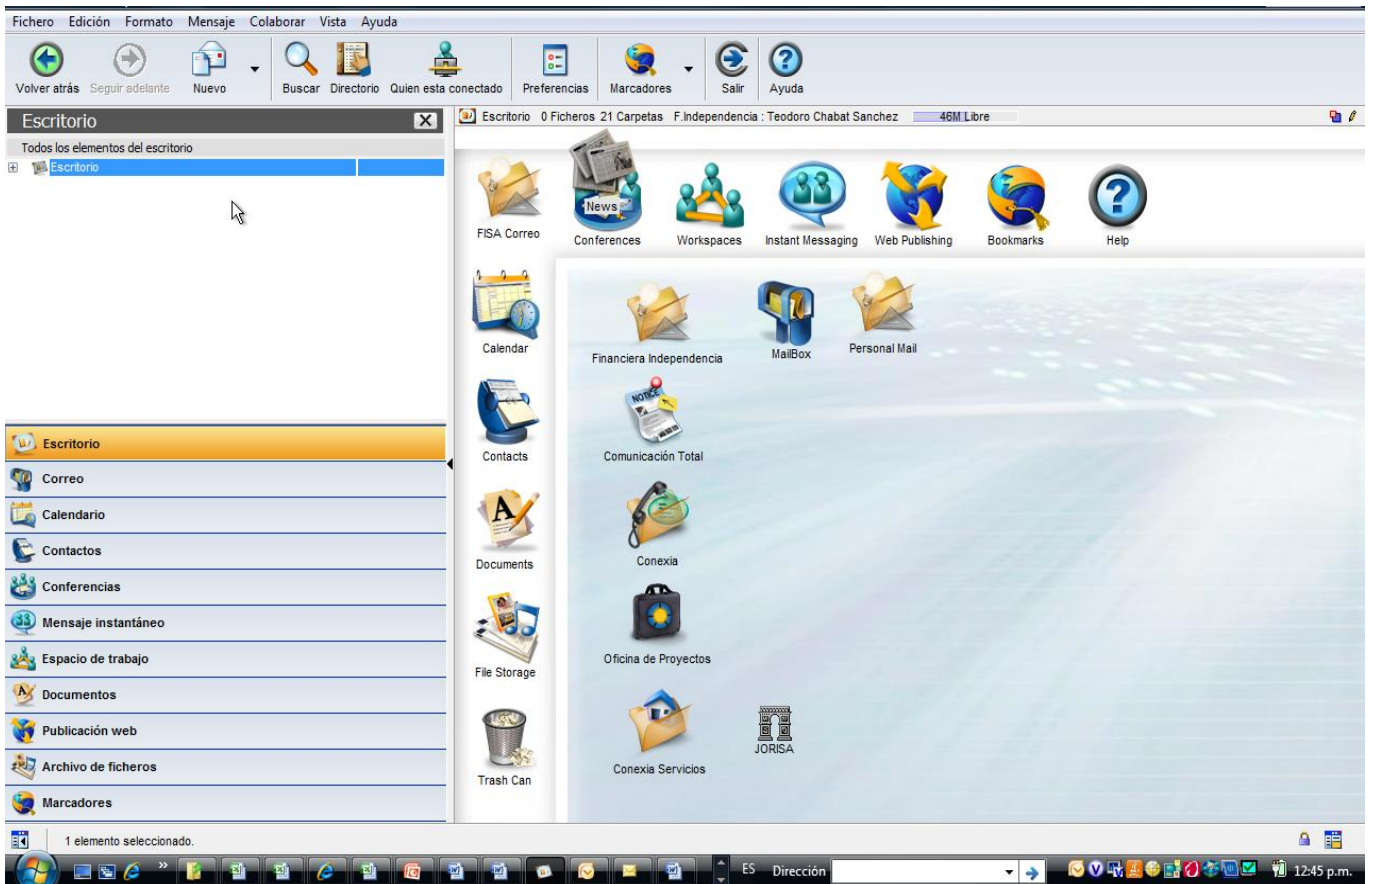 Fichero Edición Formato Mensaje Colaborar Vista Ayuda
Volver atrás Seguir adelante Nuevo Buscar Directorio Quien esta conectado Preferencias Marcadores Salir Ayuda
Escritorio
Todos los elementos del escritorio
Escritorio
Escritorio 0 Ficheros 21 Carpetas F.Independencia : Teodoro Chabat Sanchez 46M Libre
News
FISA Correo Conferences Workspaces Instant Messaging Web Publishing Bookmarks Help
Calendar
Financiera Independencia MailBox Personal Mail
NOTICE
Contacts
Comunicación Total
Documents
Conexia
File Storage
Oficina de Proyectos
Trash Can
Conexia Servicios
JORISA
Escritorio
Correo
Calendario
Contactos
Conferencias
Mensaje instantáneo
Espacio de trabajo
Documentos
Publicación web
Archivo de ficheros
Marcadores
1 elemento seleccionado.
ES Dirección 12:45 p.m.